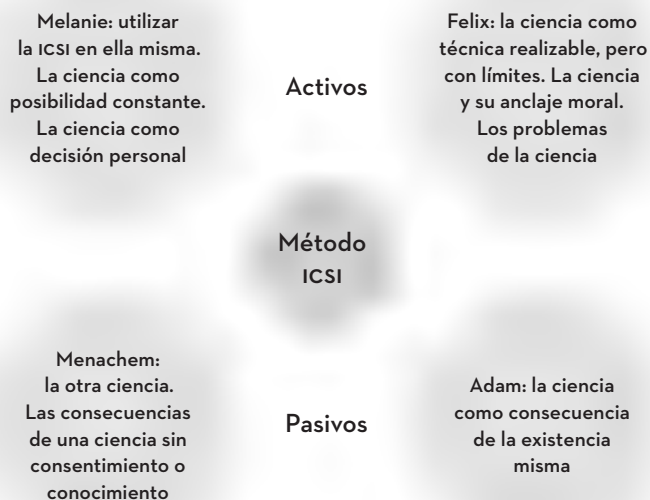 Melanie: utilizar
la ICSI en ella misma.
La ciencia como
posibilidad constante.
La ciencia como
decisión personal
Activos
Felix: la ciencia como
técnica realizable, pero
con límites. La ciencia
y su anclaje moral.
Los problemas
de la ciencia
Método
ICSI
Menachem:
la otra ciencia.
Las consecuencias
de una ciencia sin
consentimiento o
conocimiento
Pasivos
Adam: la ciencia
como consecuencia
de la existencia
misma